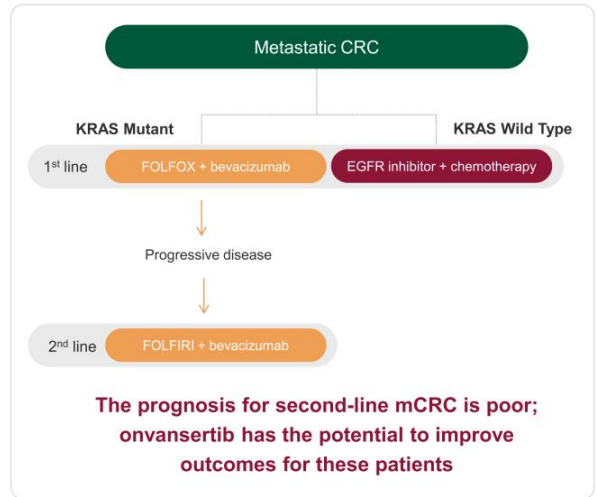 Metastatic CRC
KRAS Mutant
KRAS Wild Type
1st line
FOLFOX + bevacizumab
EGFR inhibitor + chemotherapy
Progressive disease
2nd line
FOLFIRI + bevacizumab
The prognosis for second-line mCRC is poor;
onvansertib has the potential to improve
outcomes for these patients